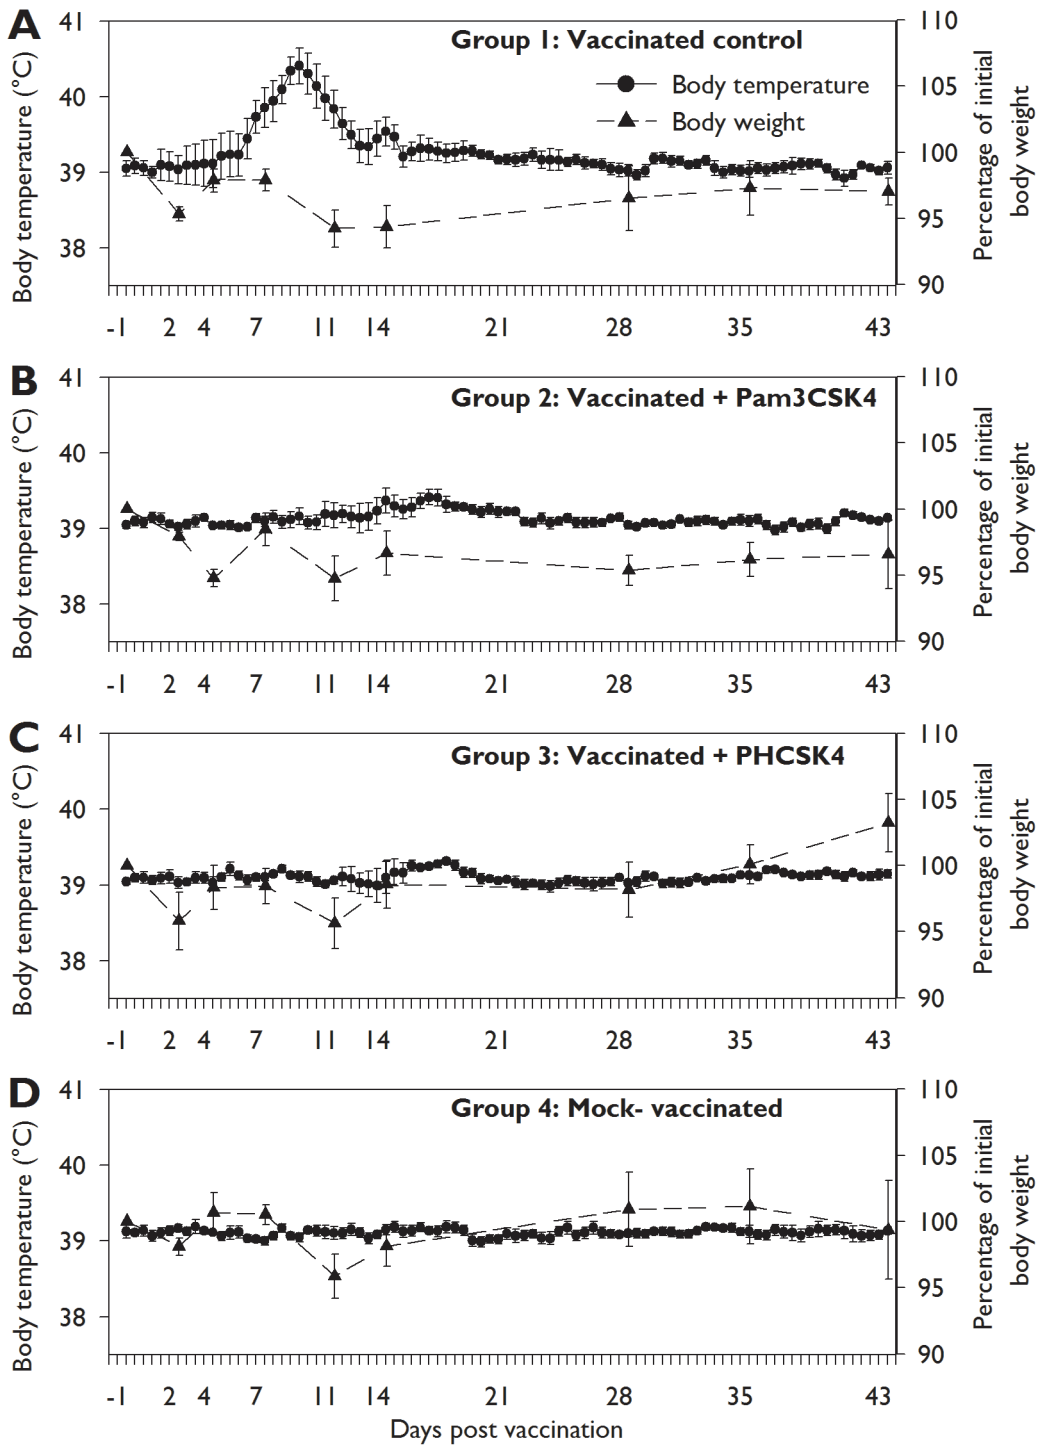 A
41
40
39
38
Body temperature (°C)
Group 1: Vaccinated control
Body temperature
Body weight
110
105
100
95
90
Percentage of initial
body weight
-1 2 4 7 11 14 21 28 35 43
B
41
40
39
38
Body temperature (°C)
Group 2: Vaccinated + Pam3CSK4
110
105
100
95
90
Percentage of initial
body weight
-1 2 4 7 11 14 21 28 35 43
C
41
40
39
38
Body temperature (°C)
Group 3: Vaccinated + PHCSK4
110
105
100
95
90
Percentage of initial
body weight
-1 2 4 7 11 14 21 28 35 43
D
41
40
39
38
Body temperature (°C)
Group 4: Mock- vaccinated
110
105
100
95
90
Percentage of initial
body weight
-1 2 4 7 11 14 21 28 35 43
Days post vaccination